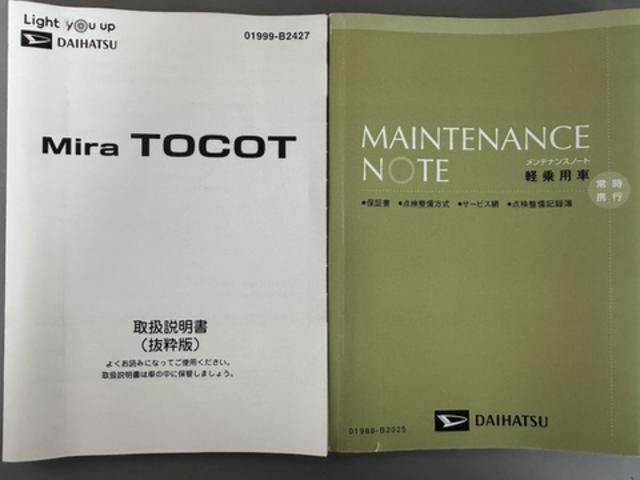 Light you up
DAIHATSU
01999-B2427
Mira TOCOT
取扱説明書
（抜粋版）
よくお読みになってご使用ください。
取扱説明書は車の中に保管しましょう。
MAINTENANCE
NOTE
メンテナンスノート
軽乗用車
常時
携行
•保証書 •点検整備方式 •サービス網 •点検整備記録簿
01988-B2025
DAIHATSU